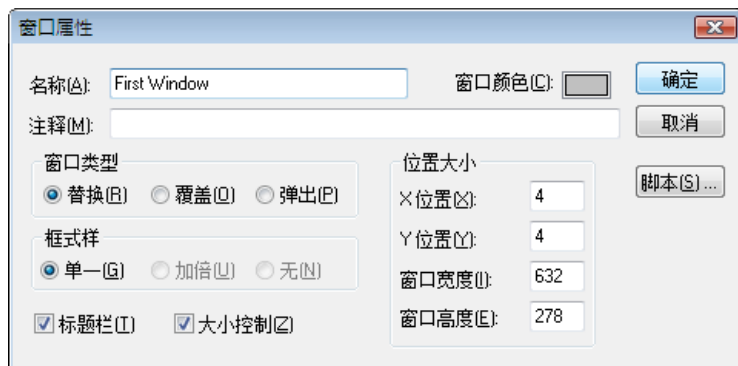 窗口属性
名称(A): First Window 窗口颜色(C): 确定
注释(M): 取消
窗口类型 位置大小 脚本(S)...
替换(R) 覆盖(O) 弹出(P) X位置(X): 4
框式样 Y位置(Y): 4
单一(G) 加倍(U) 无(N) 窗口宽度(I): 632
标题栏(T) 大小控制(Z) 窗口高度(E): 278